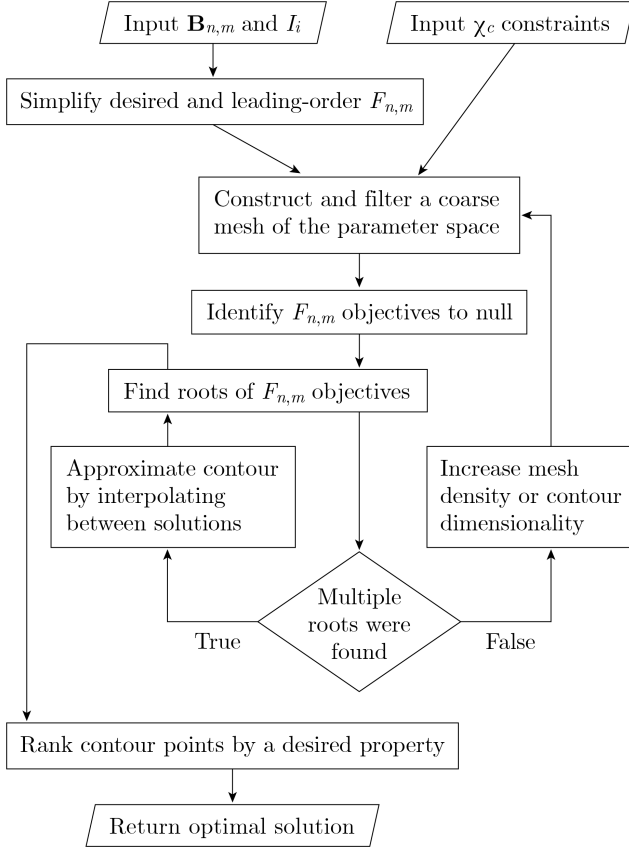 Input B_{n,m} and I_i
Input χ_c constraints
Simplify desired and leading-order F_{n,m}
Construct and filter a coarse
mesh of the parameter space
Identify F_{n,m} objectives to null
Find roots of F_{n,m} objectives
Approximate contour
by interpolating
between solutions
Increase mesh
density or contour
dimensionality
Multiple
roots were
found
True
False
Rank contour points by a desired property
Return optimal solution